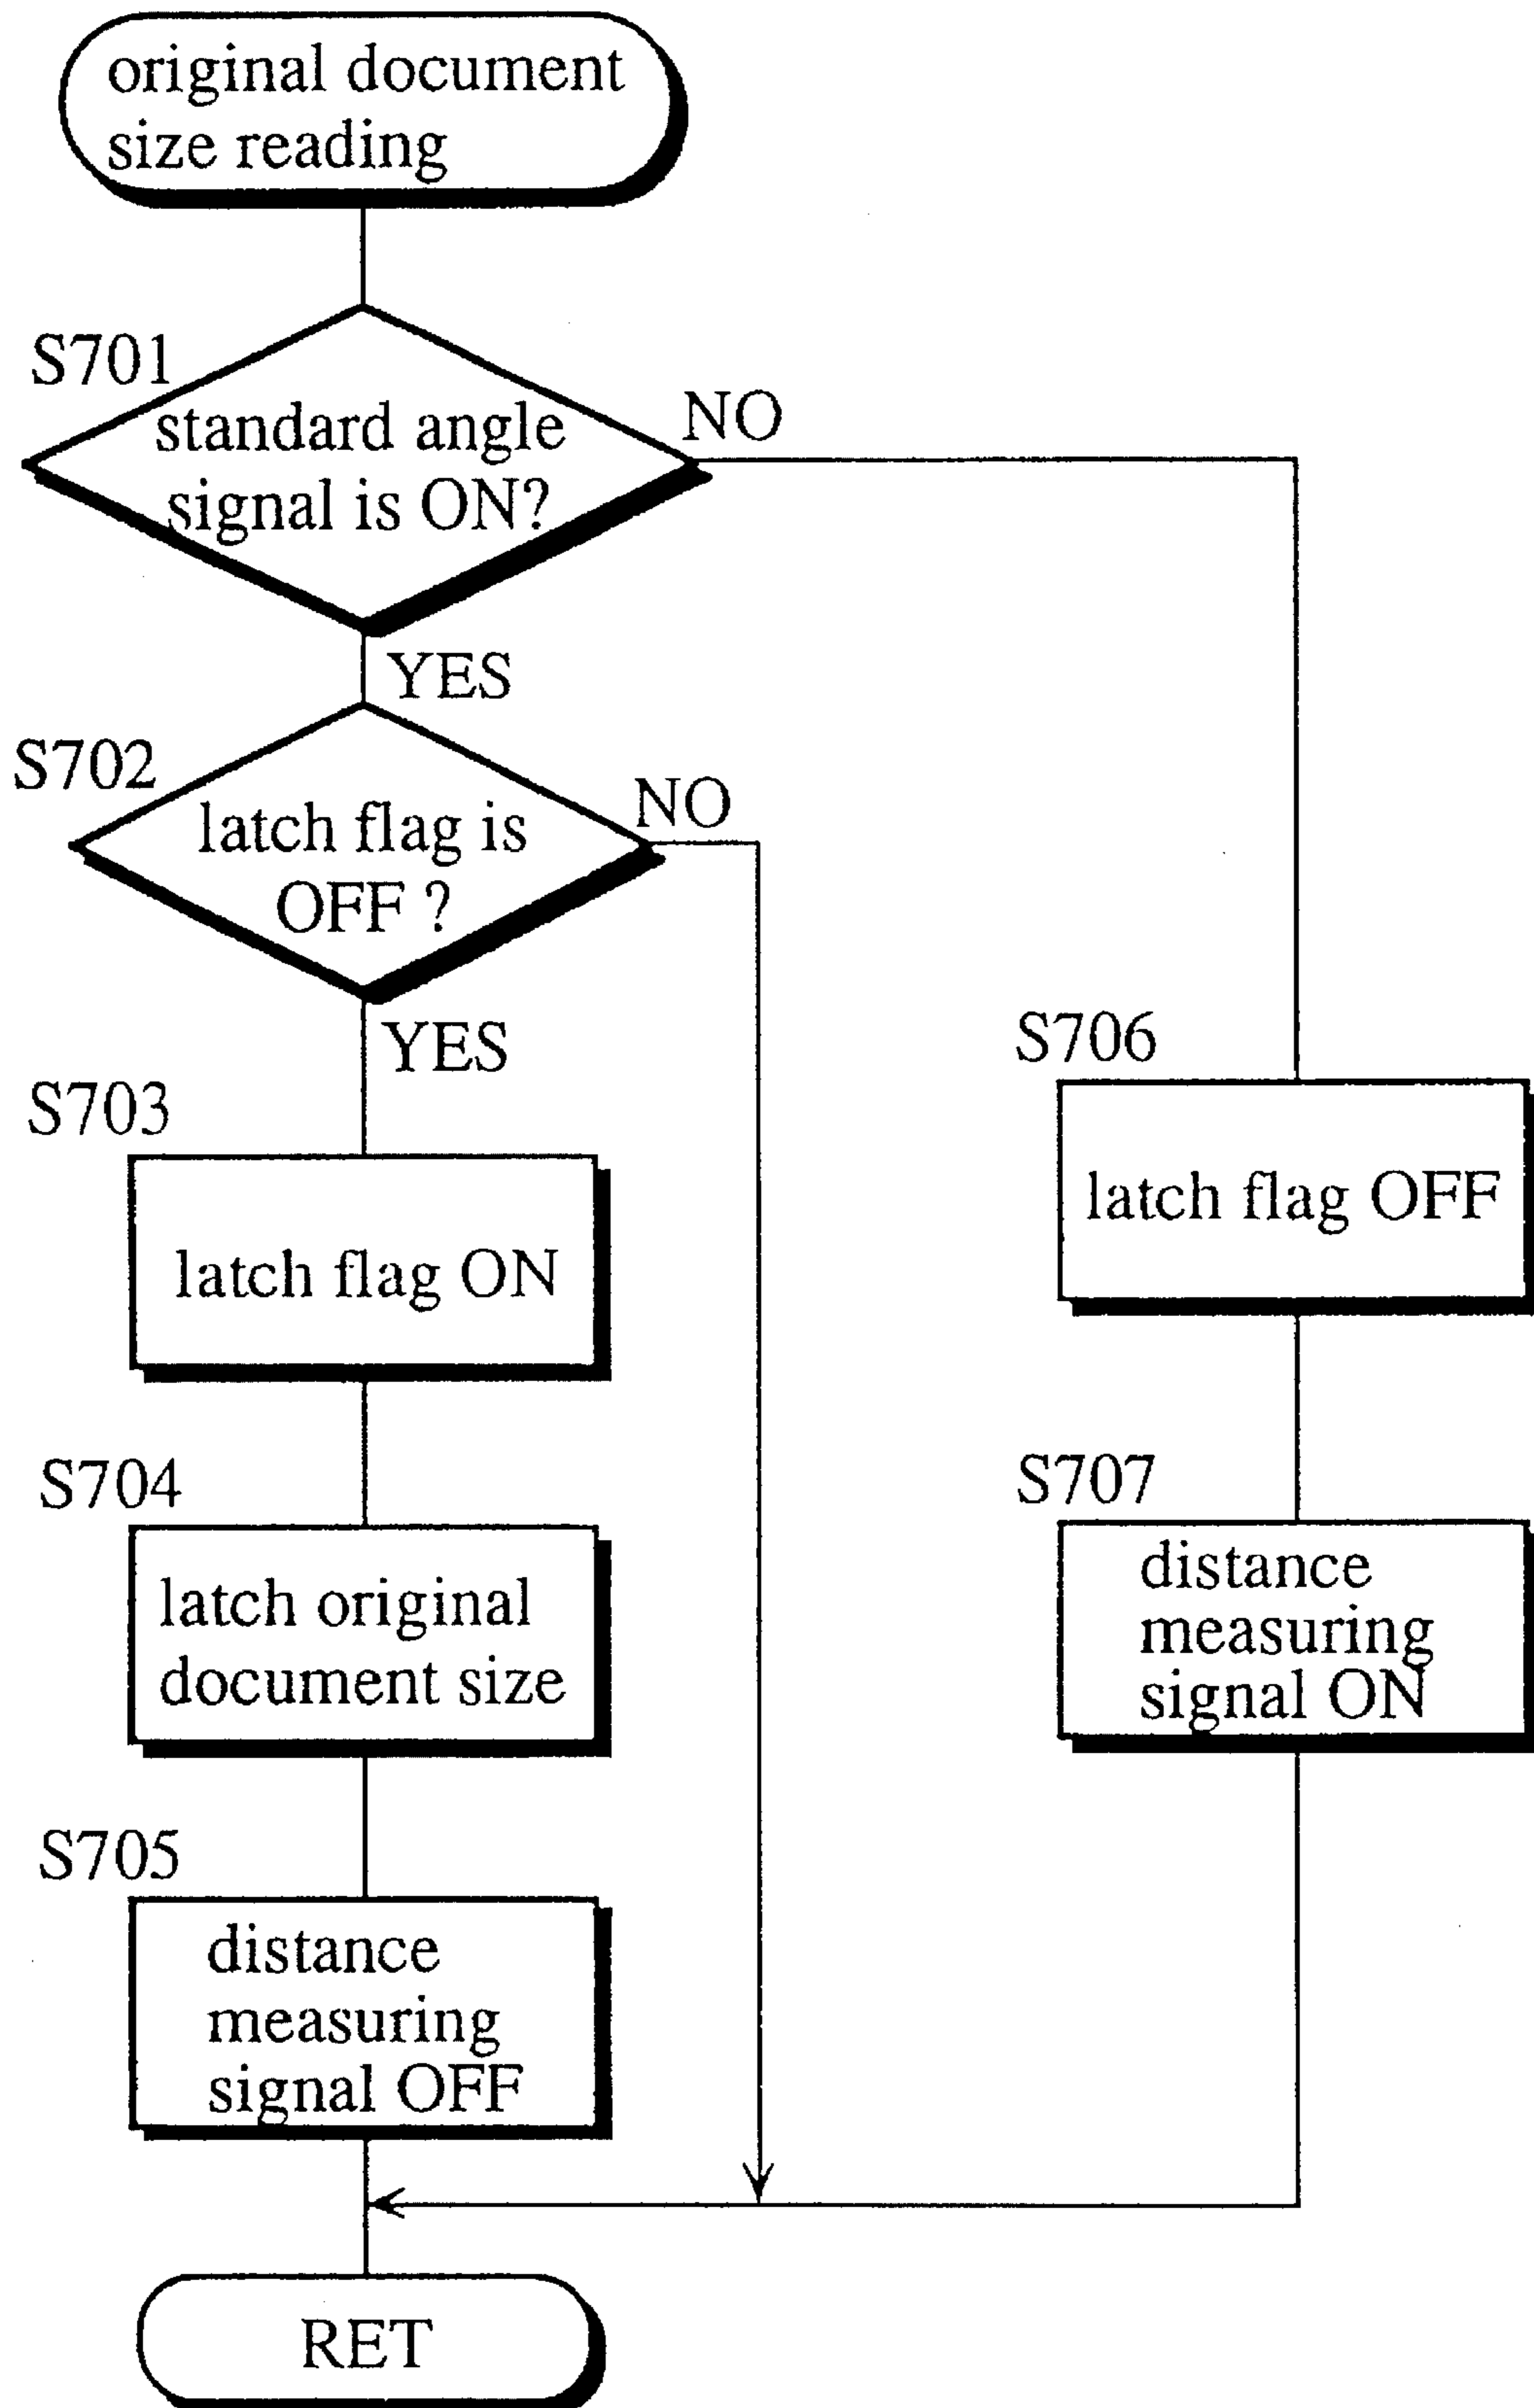 original document
size reading
S701
standard angle
signal is ON?
NO
YES
S702
latch flag is
OFF ?
NO
YES
S703
latch flag ON
S704
latch original
document size
S705
distance
measuring
signal OFF
S706
latch flag OFF
S707
distance
measuring
signal ON
RET